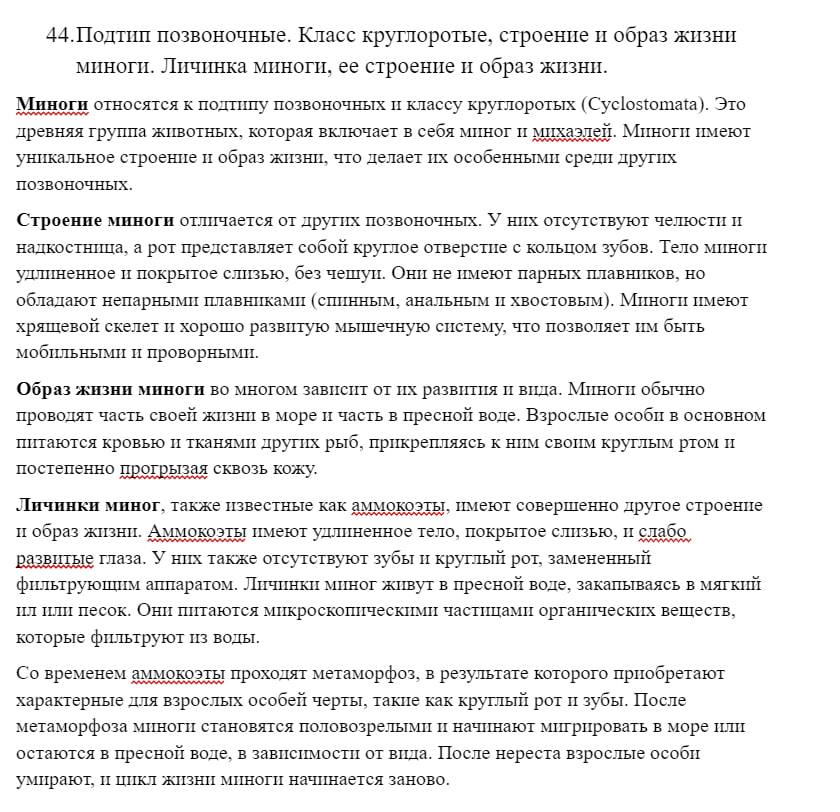 44.Подтип позвоночные. Класс круглоротые, строение и образ жизни
миноги. Личинка миноги, ее строение и образ жизни.
Миноги относятся к подтипу позвоночных и классу круглоротых (Cyclostomata). Это
древняя группа животных, которая включает в себя миног и михаэлей. Миноги имеют
уникальное строение и образ жизни, что делает их особенными среди других
позвоночных.
Строение миноги отличается от других позвоночных. У них отсутствуют челюсти и
надкостница, а рот представляет собой круглое отверстие с кольцом зубов. Тело миноги
удлиненное и покрытое слизью, без чешуи. Они не имеют парных плавников, но
обладают непарными плавниками (спинным, анальным и хвостовым). Миноги имеют
хрящевой скелет и хорошо развитую мышечную систему, что позволяет им быть
мобильными и проворными.
Образ жизни миноги во многом зависит от их развития и вида. Миноги обычно
проводят часть своей жизни в море и часть в пресной воде. Взрослые особи в основном
питаются кровью и тканями других рыб, прикрепляясь к ним своим круглым ртом и
постепенно прогрызая сквозь кожу.
Личинки миног, также известные как аммокоэты, имеют совершенно другое строение
и образ жизни. Аммокоэты имеют удлиненное тело, покрытое слизью, и слабо
развитые глаза. У них также отсутствуют зубы и круглый рот, замененный
фильтрующим аппаратом. Личинки миног живут в пресной воде, закапываясь в мягкий
ил или песок. Они питаются микроскопическими частицами органических веществ,
которые фильтруют из воды.
Со временем аммокоэты проходят метаморфоз, в результате которого приобретают
характерные для взрослых особей черты, такие как круглый рот и зубы. После
метаморфоза миноги становятся половозрелыми и начинают мигрировать в море или
остаются в пресной воде, в зависимости от вида. После нереста взрослые особи
умирают, и цикл жизни миноги начинается заново.